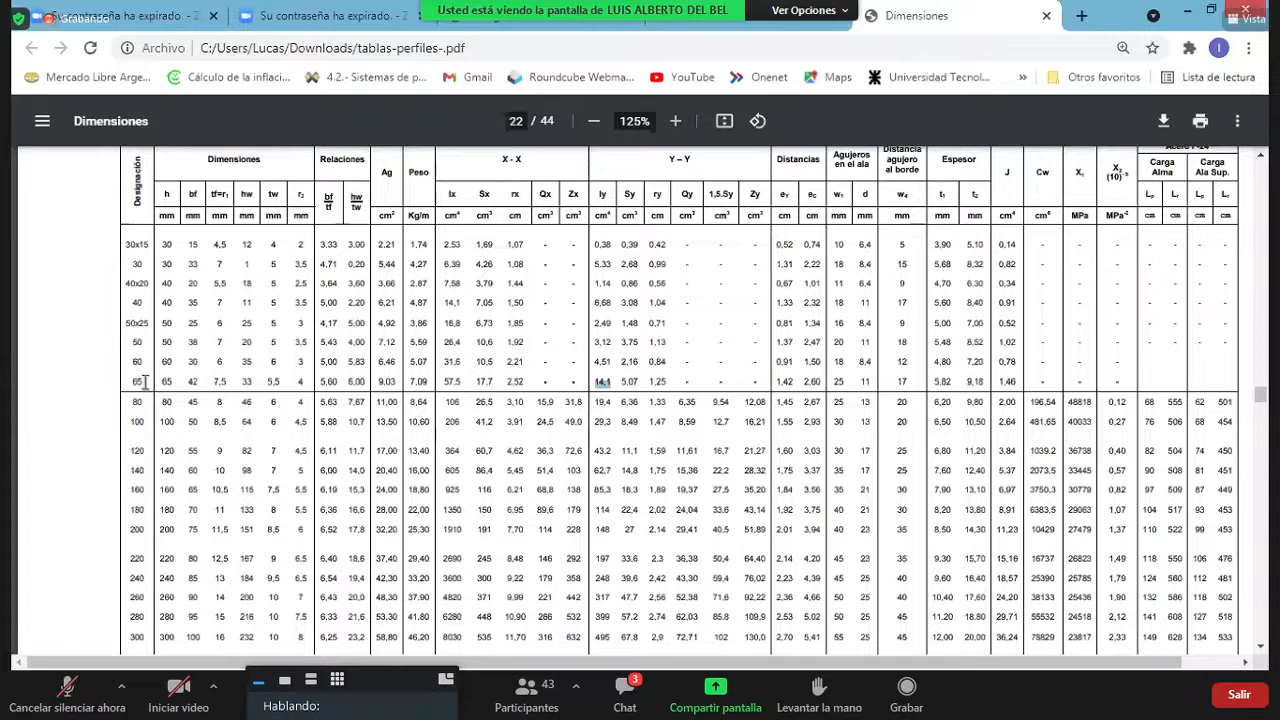 Grabando
Su contraseña ha expirado. -
Su contraseña ha expirado. -
Usted está viendo la pantalla de LUIS ALBERTO DEL BEL
Ver Opciones
Dimensiones
Vista
Archivo C:/Users/Lucas/Downloads/tablas-perfiles-.pdf
Mercado Libre Arge... Cálculo de la inflaci... 4.2.- Sistemas de p... Gmail Roundcube Webma... YouTube Onenet Maps Universidad Tecnol... » Otros favoritos Lista de lectura
Dimensiones 22 / 44 125%
Designación Dimensiones Relaciones Ag Peso X - X Y – Y Distancias Agujeros en el ala Distancia agujero al borde Espesor J Cw X₁ Carga Alma Carga Ala Sup.
h bf tf=r₁ hw tw r₂ bf/tf hw/tw Ix Sx rx Qx Zx Iy Sy ry Qy 1,5.Sy Zy eY eC w₁ d w₄ t₁ t₂ X₂ (10)⁻⁵ Lp Lr Lp Lr
mm mm mm mm mm mm cm² Kg/m cm⁴ cm³ cm cm³ cm³ cm⁴ cm³ cm cm³ cm³ cm³ cm cm mm mm mm mm mm cm⁴ cm⁶ MPa MPa⁻² cm cm cm cm
30x15 30 15 4,5 12 4 2 3,33 3,00 2,21 1,74 2,53 1,69 1,07 - - 0,38 0,39 0,42 - - - 0,52 0,74 10 6,4 5 3,90 5,10 0,14 - - - - - - -
30 30 33 7 1 5 3,5 4,71 0,20 5,44 4,27 6,39 4,26 1,08 - - 5,33 2,68 0,99 - - - 1,31 2,22 18 8,4 15 5,68 8,32 0,82 - - - - - - -
40x20 40 20 5,5 18 5 2,5 3,64 3,60 3,66 2,87 7,58 3,79 1,44 - - 1,14 0,86 0,56 - - - 0,67 1,01 11 6,4 9 4,70 6,30 0,34 - - - - - - -
40 40 35 7 11 5 3,5 5,00 2,20 6,21 4,87 14,1 7,05 1,50 - - 6,68 3,08 1,04 - - - 1,33 2,32 18 11 17 5,60 8,40 0,91 - - - - - - -
50x25 50 25 6 25 5 3 4,17 5,00 4,92 3,86 16,8 6,73 1,85 - - 2,49 1,48 0,71 - - - 0,81 1,34 16 8,4 9 5,00 7,00 0,52 - - - - - - -
50 50 38 7 20 5 3,5 5,43 4,00 7,12 5,59 26,4 10,6 1,92 - - 3,12 3,75 1,13 - - - 1,37 2,47 20 11 18 5,48 8,52 1,02 - - - - - - -
60 60 30 6 35 6 3 5,00 5,83 6,46 5,07 31,6 10,5 2,21 - - 4,51 2,16 0,84 - - - 0,91 1,50 18 8,4 12 4,80 7,20 0,78 - - - - - - -
65 65 42 7,5 33 5,5 4 5,60 6,00 9,03 7,09 57,5 17,7 2,52 - - 14,1 5,07 1,25 - - - 1,42 2,60 25 11 17 5,82 9,18 1,46 - - - - - - -
80 80 45 8 46 6 4 5,63 7,67 11,00 8,64 106 26,5 3,10 15,9 31,8 19,4 6,36 1,33 6,35 9,54 12,08 1,45 2,67 25 13 20 6,20 9,80 2,00 196,54 48818 0,12 68 555 62 501
100 100 50 8,5 64 6 4,5 5,88 10,7 13,50 10,60 206 41.2 3,91 24,5 49,0 29,3 8,49 1,47 8,59 12,7 16,21 1,55 2,93 30 13 20 6,50 10,50 2,64 481,65 40033 0,27 76 506 68 454
120 120 55 9 82 7 4,5 6,11 11,7 17,00 13,40 364 60,7 4,62 36,3 72,6 43,2 11,1 1,59 11,61 16,7 21,27 1,60 3,03 30 17 25 6,80 11,20 3,84 1039,2 36738 0,40 82 504 74 450
140 140 60 10 98 7 5 6,00 14,0 20,40 16,00 605 86,4 5,45 51,4 103 62,7 14,8 1,75 15,36 22,2 28,32 1,75 3,37 35 17 25 7,60 12,40 5,37 2073,5 33445 0,57 90 508 81 451
160 160 65 10,5 115 7,5 5,5 6,19 15,3 24,00 18,80 925 116 6,21 68,8 138 85,3 18,3 1,89 19,37 27,5 35,20 1,84 3,56 35 21 30 7,90 13,10 6,97 3750,3 30779 0,82 97 509 87 449
180 180 70 11 133 8 5,5 6,36 16,6 28,00 22,00 1350 150 6,95 89,6 179 114 22,4 2,02 24,04 33,6 43,14 1,92 3,75 40 21 30 8,20 13,80 8,91 6383,5 29063 1,07 104 517 93 453
200 200 75 11,5 151 8,5 6 6,52 17,8 32,20 25,30 1910 191 7,70 114 228 148 27 2,14 29,41 40,5 51,89 2,01 3,94 40 23 35 8,50 14,30 11,23 10429 27479 1,37 110 522 99 453
220 220 80 12,5 167 9 6,5 6,40 18,6 37,40 29,40 2690 245 8,48 146 292 197 33,6 2,3 36,38 50,4 64,40 2,14 4,20 45 23 35 9,30 15,70 15,16 16737 26823 1,49 118 550 106 476
240 240 85 13 184 9,5 6,5 6,54 19,4 42,30 33,20 3600 300 9,22 179 358 248 39,6 2,42 43,30 59,4 76,02 2,23 4,39 45 25 40 9,60 16,40 18,57 25390 25785 1,79 124 560 112 481
260 260 90 14 200 10 7 6,43 20,0 48,30 37,90 4820 371 9,99 221 442 317 47,7 2,56 52,38 71,6 92,22 2,36 4,66 50 25 40 10,40 17,60 24,20 38133 25436 1,90 132 586 118 502
280 280 95 15 216 10 7,5 6,33 21,6 53,30 41,80 6280 448 10,90 266 532 399 57,2 2,74 62,03 85,8 109,9 2,53 5,02 50 25 45 11,20 18,80 29,71 55532 24518 2,02 141 608 127 518
300 300 100 16 232 10 8 6,25 23,2 58,80 46,20 8030 535 11,70 316 632 495 67,8 2,9 72,71 102 130,0 2,70 5,41 55 25 45 12,00 20,00 36,24 78829 23817 2,33 149 628 134 533
Hablando:
Cancelar silenciar ahora Iniciar video 43 Participantes 3 Chat Compartir pantalla Levantar la mano Grabar Salir